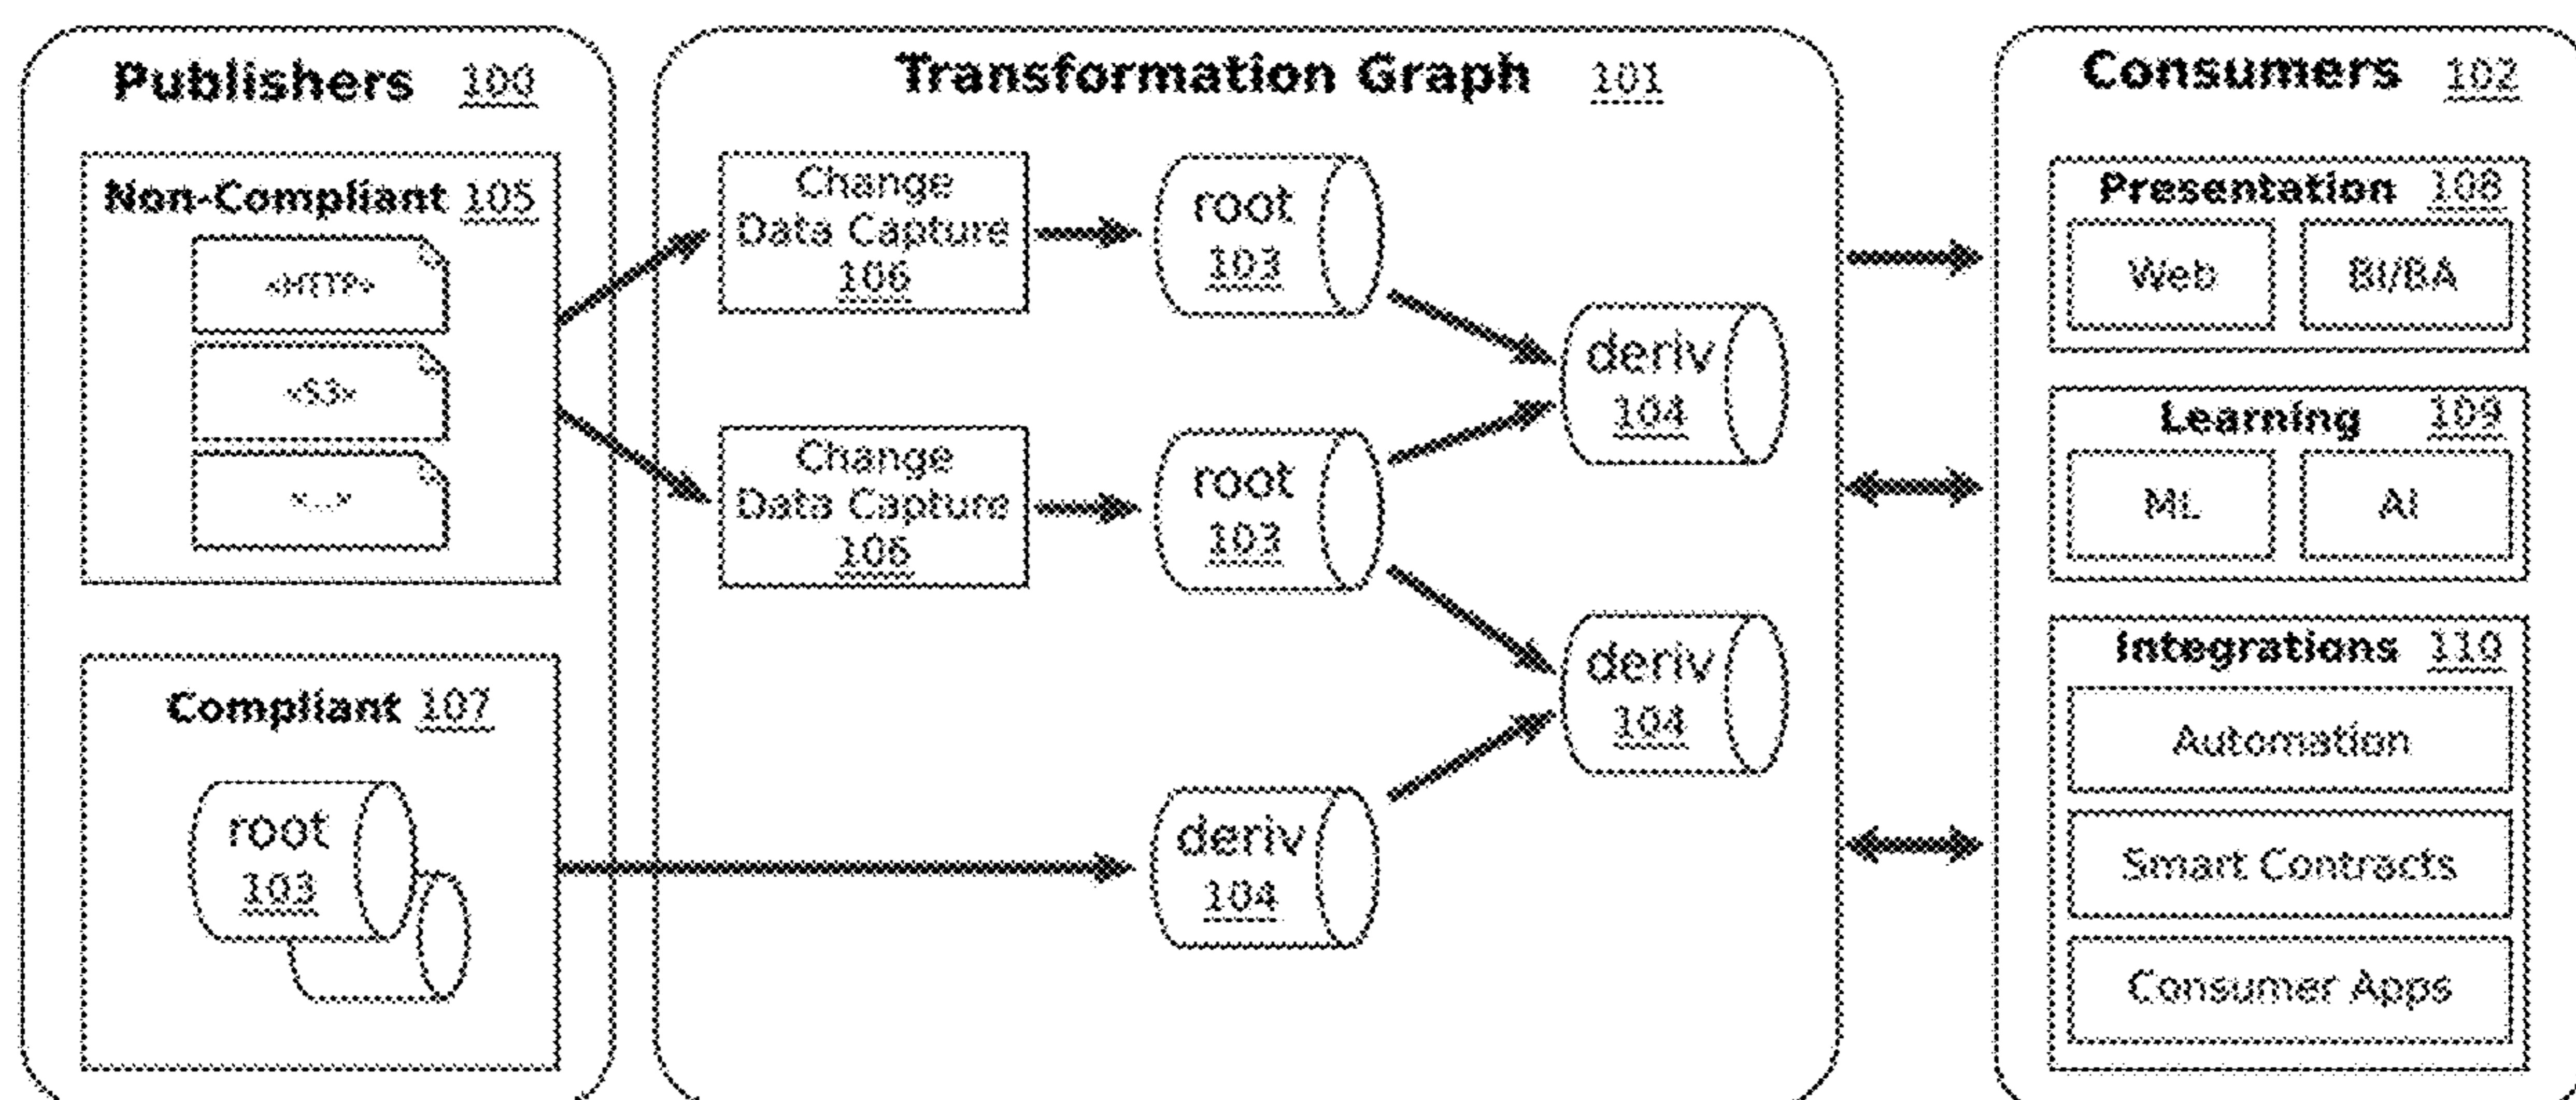 Publishers 100
Non-Compliant 105
<HTTP>
<S3>
<...>
Compliant 107
root
103
Transformation Graph 101
Change
Data Capture
106
root
103
Change
Data Capture
106
root
103
deriv
104
deriv
104
deriv
104
Consumers 102
Presentation 108
Web
BI/BA
Learning 109
ML
AI
Integrations 110
Automation
Smart Contracts
Consumer Apps